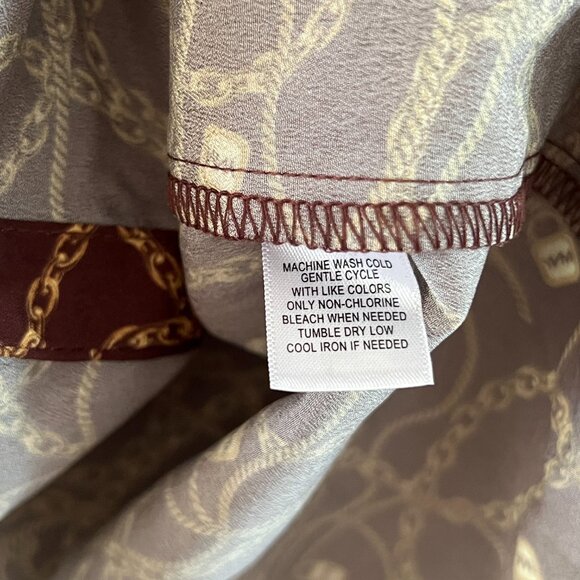 MACHINE WASH COLD
GENTLE CYCLE
WITH LIKE COLORS
ONLY NON-CHLORINE
BLEACH WHEN NEEDED
TUMBLE DRY LOW
COOL IRON IF NEEDED